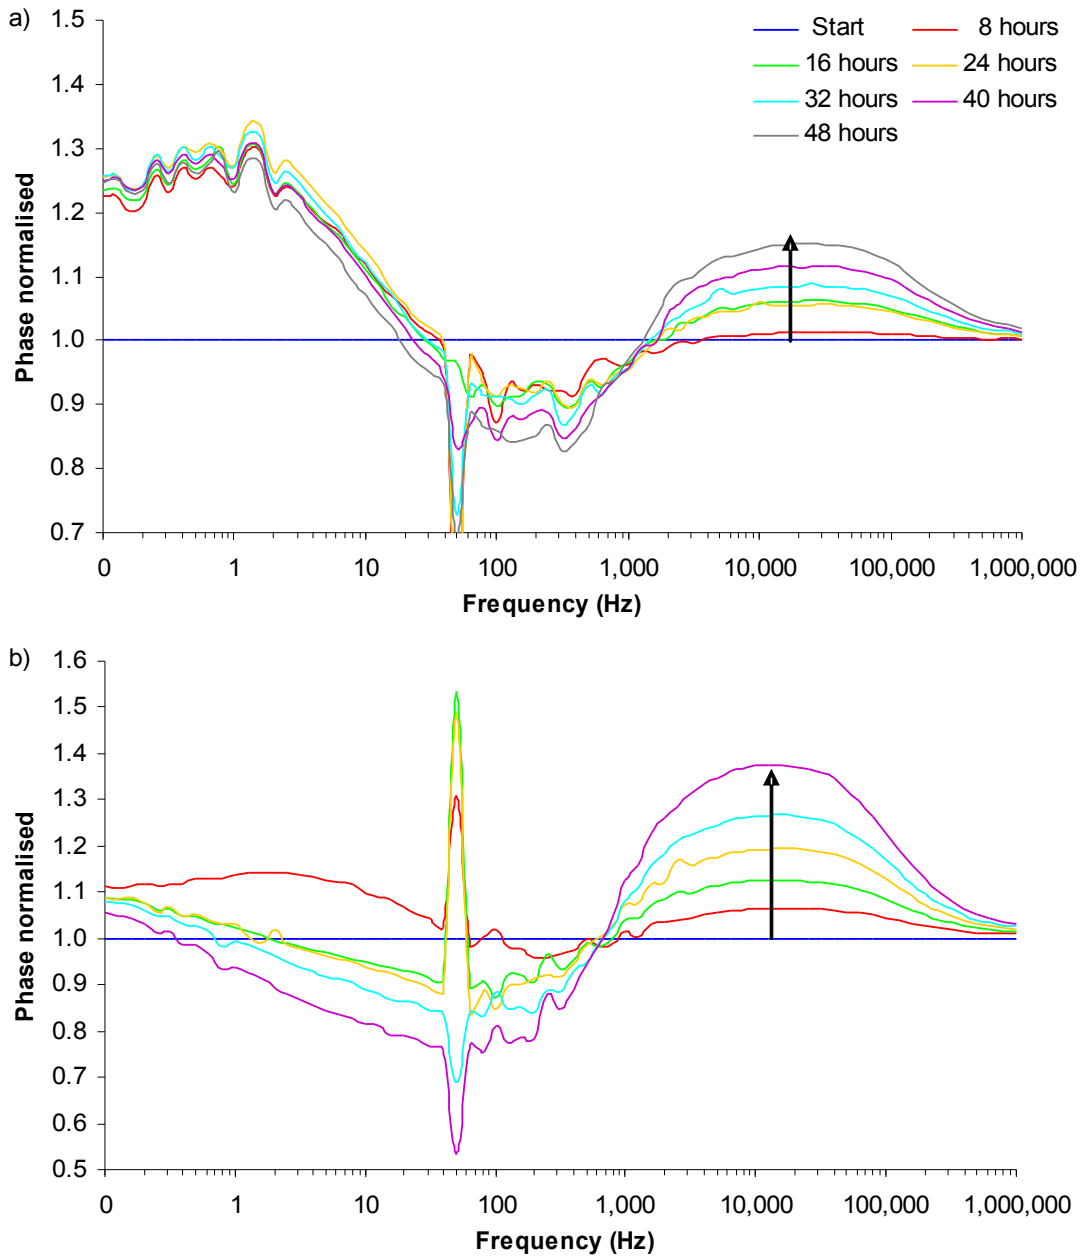 a)
Start
8 hours
16 hours
24 hours
32 hours
40 hours
48 hours
Phase normalised
1.5
1.4
1.3
1.2
1.1
1.0
0.9
0.8
0.7
0 1 10 100 1,000 10,000 100,000 1,000,000
Frequency (Hz)
b)
Phase normalised
1.6
1.5
1.4
1.3
1.2
1.1
1.0
0.9
0.8
0.7
0.6
0.5
0 1 10 100 1,000 10,000 100,000 1,000,000
Frequency (Hz)